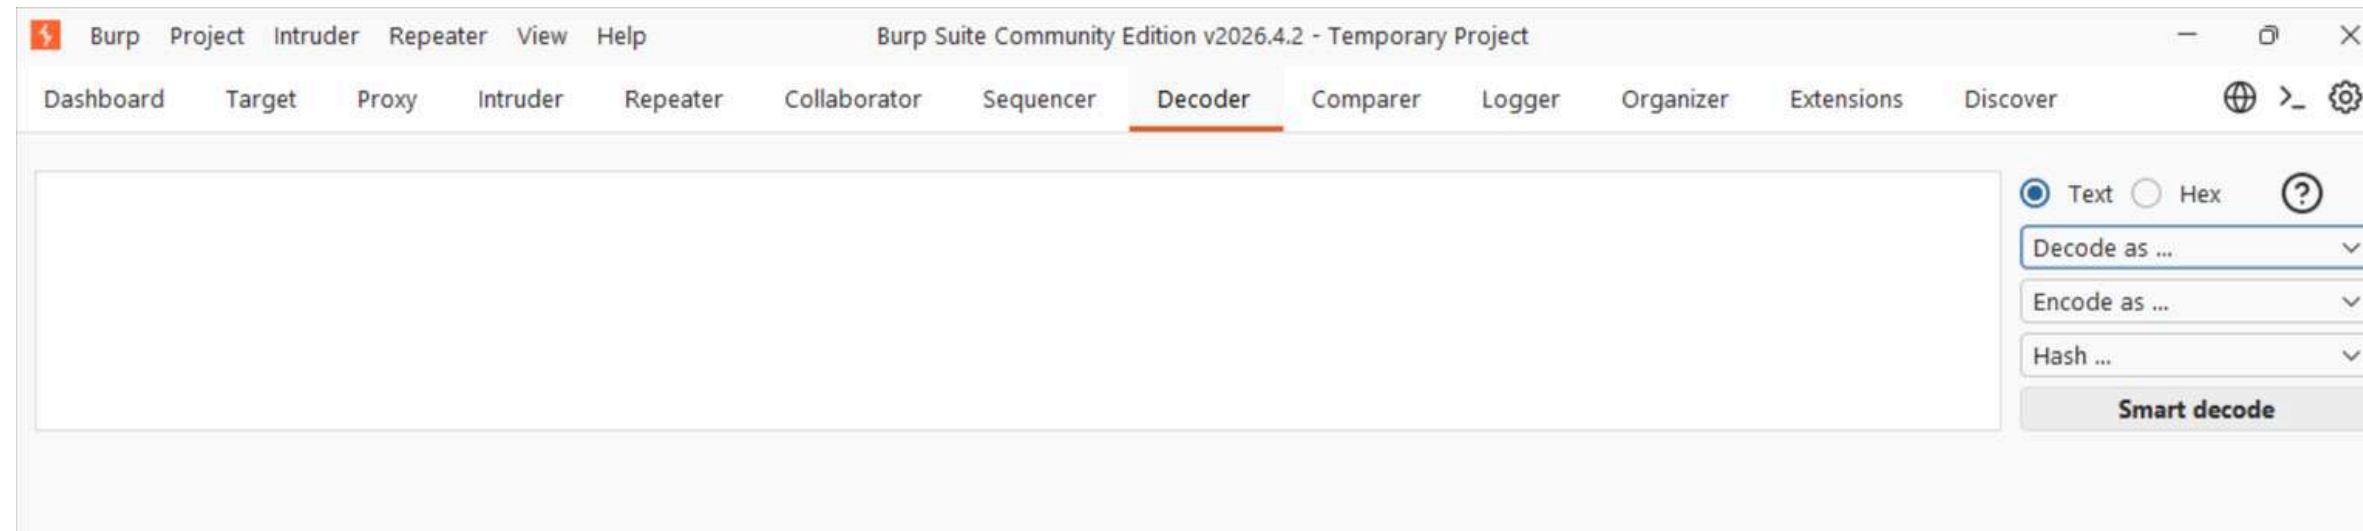 Burp Project Intruder Repeater View Help Burp Suite Community Edition v2026.4.2 - Temporary Project
Dashboard Target Proxy Intruder Repeater Collaborator Sequencer Decoder Comparer Logger Organizer Extensions Discover
Text Hex ?
Decode as ...
Encode as ...
Hash ...
Smart decode